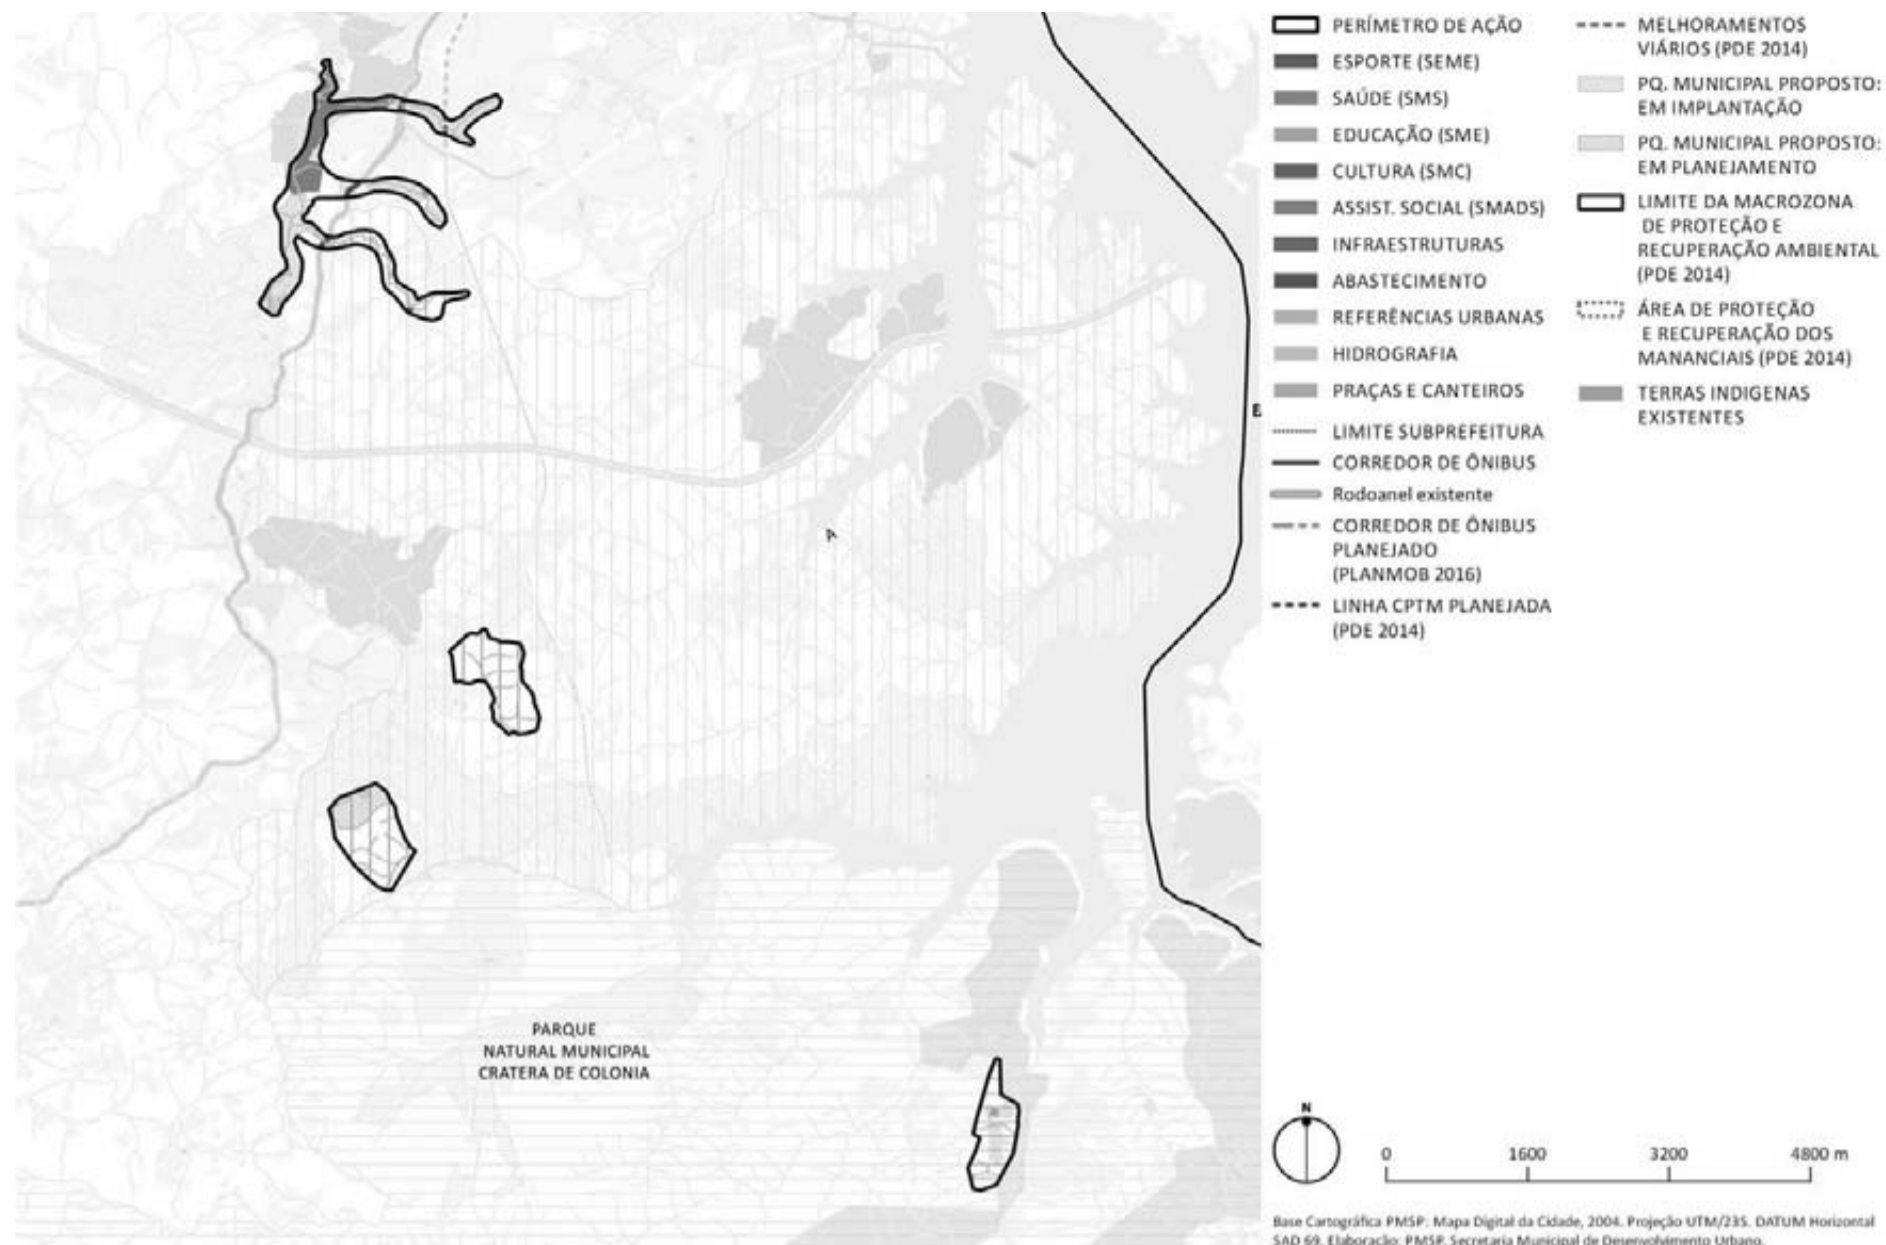 PERÍMETRO DE AÇÃO
ESPORTE (SEME)
SAÚDE (SMS)
EDUCAÇÃO (SME)
CULTURA (SMC)
ASSIST. SOCIAL (SMADS)
INFRAESTRUTURAS
ABASTECIMENTO
REFERÊNCIAS URBANAS
HIDROGRAFIA
PRAÇAS E CANTEIROS
LIMITE SUBPREFEITURA
CORREDOR DE ÔNIBUS
Rodoanel existente
CORREDOR DE ÔNIBUS
PLANEJADO
(PLANMOB 2016)
LINHA CPTM PLANEJADA
(PDE 2014)
MELHORAMENTOS
VIÁRIOS (PDE 2014)
PQ. MUNICIPAL PROPOSTO:
EM IMPLANTAÇÃO
PQ. MUNICIPAL PROPOSTO:
EM PLANEJAMENTO
LIMITE DA MACROZONA
DE PROTEÇÃO E
RECUPERAÇÃO AMBIENTAL
(PDE 2014)
ÁREA DE PROTEÇÃO
E RECUPERAÇÃO DOS
MANANCIAIS (PDE 2014)
TERRAS INDIGENAS
EXISTENTES
E
A
PARQUE
NATURAL MUNICIPAL
CRATERA DE COLONIA
N
0 1600 3200 4800 m
Base Cartográfica PMSP: Mapa Digital da Cidade, 2004. Projeção UTM/23S. DATUM Horizontal
SAD 69. Elaboração: PMSP. Secretaria Municipal de Desenvolvimento Urbano.